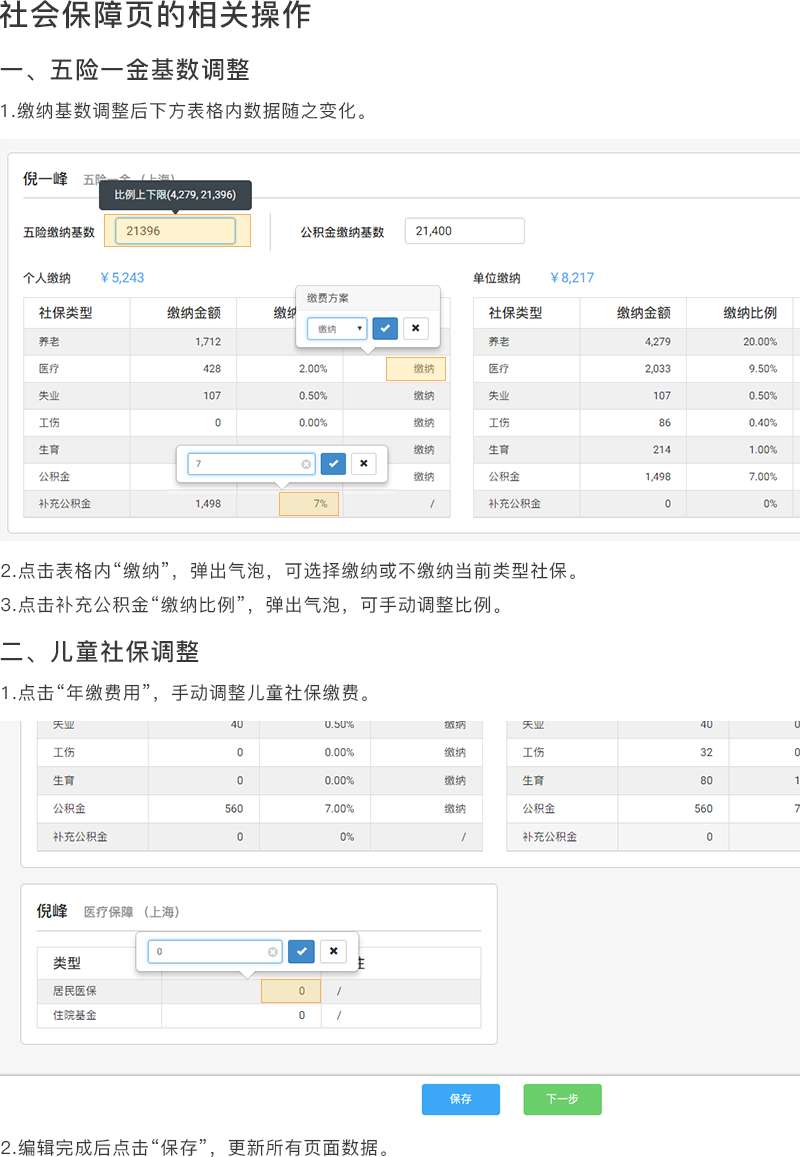 社会保障页的相关操作
一、五险一金基数调整
1.缴纳基数调整后下方表格内数据随之变化。
倪一峰 五险一金 （上海）
比例上下限(4,279, 21,396)
五险缴纳基数 21396 公积金缴纳基数 21,400
个人缴纳 ￥5,243 单位缴纳 ￥8,217
缴费方案
缴纳
社保类型 缴纳金额 缴纳 社保类型 缴纳金额 缴纳比例
养老 1,712 养老 4,279 20.00%
医疗 428 2.00% 缴纳 医疗 2,033 9.50%
失业 107 0.50% 缴纳 失业 107 0.50%
工伤 0 0.00% 缴纳 工伤 86 0.40%
生育 缴纳 生育 214 1.00%
7
公积金 缴纳 公积金 1,498 7.00%
补充公积金 1,498 7% / 补充公积金 0 0%
2.点击表格内“缴纳”，弹出气泡，可选择缴纳或不缴纳当前类型社保。
3.点击补充公积金“缴纳比例”，弹出气泡，可手动调整比例。
二、儿童社保调整
1.点击“年缴费用”，手动调整儿童社保缴费。
失业 40 0.50% 缴纳 失业 40 0
工伤 0 0.00% 缴纳 工伤 32 0
生育 0 0.00% 缴纳 生育 80 1
公积金 560 7.00% 缴纳 公积金 560 7
补充公积金 0 0% / 补充公积金 0
倪峰 医疗保障 （上海）
0
类型
居民医保 0 /
住院基金 0 /
保存 下一步
2.编辑完成后点击“保存”，更新所有页面数据。